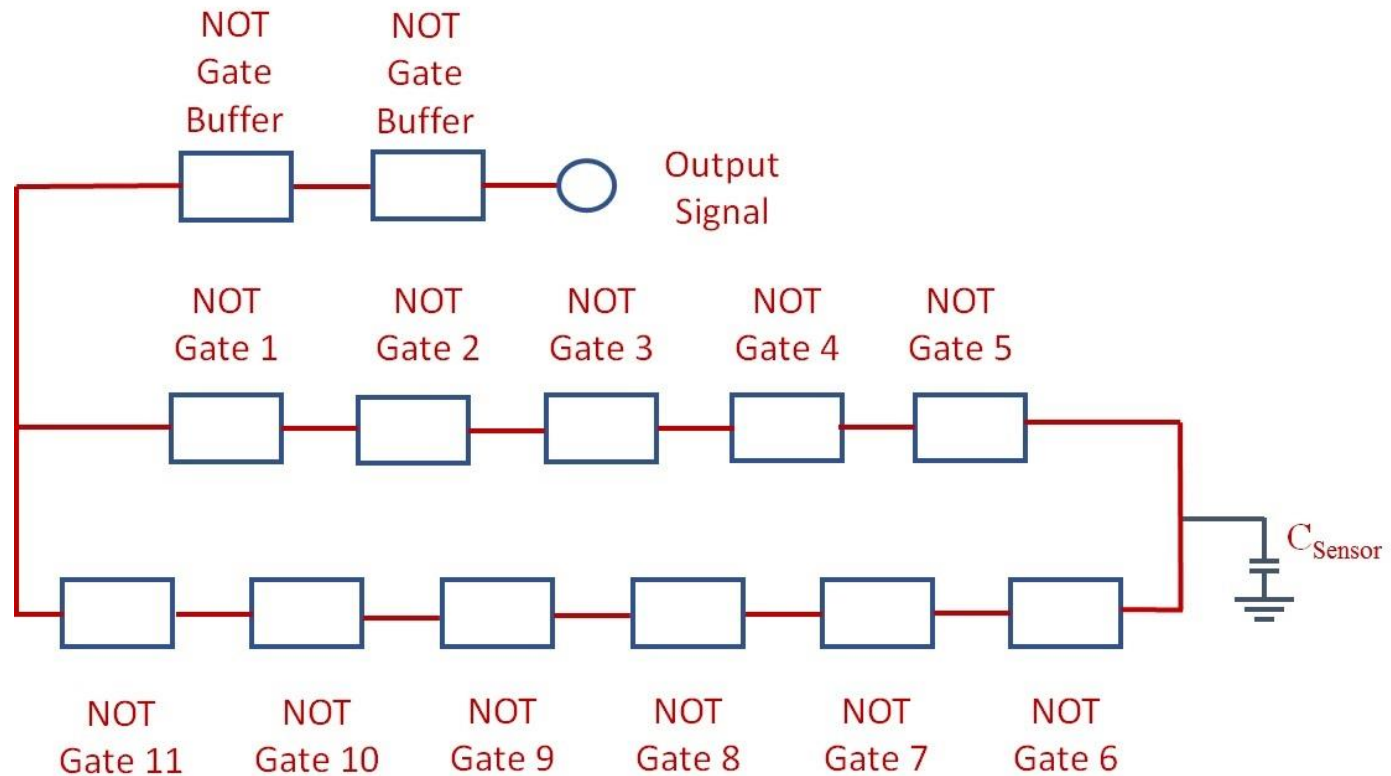 NOT
Gate
Buffer
NOT
Gate
Buffer
Output
Signal
NOT
Gate 1
NOT
Gate 2
NOT
Gate 3
NOT
Gate 4
NOT
Gate 5
C Sensor
NOT
Gate 11
NOT
Gate 10
NOT
Gate 9
NOT
Gate 8
NOT
Gate 7
NOT
Gate 6